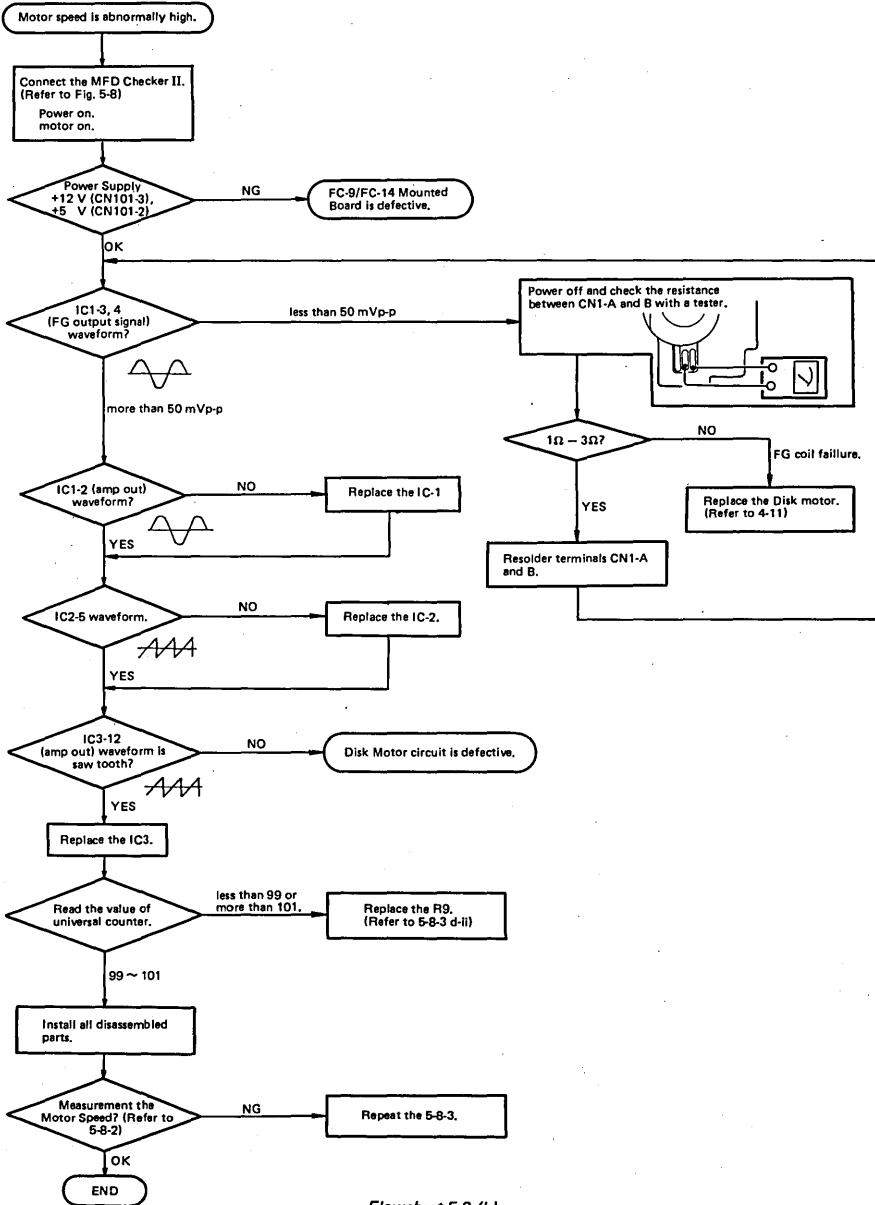 Motor speed is abnormally high.
Connect the MFD Checker II.
(Refer to Fig. 5-8)
Power on.
motor on.
Power Supply
+12 V (CN101-3),
+5 V (CN101-2)
NG
FC-9/FC-14 Mounted
Board is defective.
OK
IC1-3, 4
(FG output signal)
waveform?
less than 50 mVp-p
Power off and check the resistance
between CN1-A and B with a tester.
more than 50 mVp-p
1Ω – 3Ω?
NO
FG coil faillure.
Replace the Disk motor.
(Refer to 4-11)
YES
Resolder terminals CN1-A
and B.
IC1-2 (amp out)
waveform?
NO
Replace the IC-1
YES
IC2-5 waveform.
NO
Replace the IC-2.
YES
IC3-12
(amp out) waveform is
saw tooth?
NO
Disk Motor circuit is defective.
YES
Replace the IC3.
Read the value of
universal counter.
less than 99 or
more than 101.
Replace the R9.
(Refer to 5-8-3 d-ii)
99 ~ 101
Install all disassembled
parts.
Measurement the
Motor Speed? (Refer to
5-8-2)
NG
Repeat the 5-8-3.
OK
END